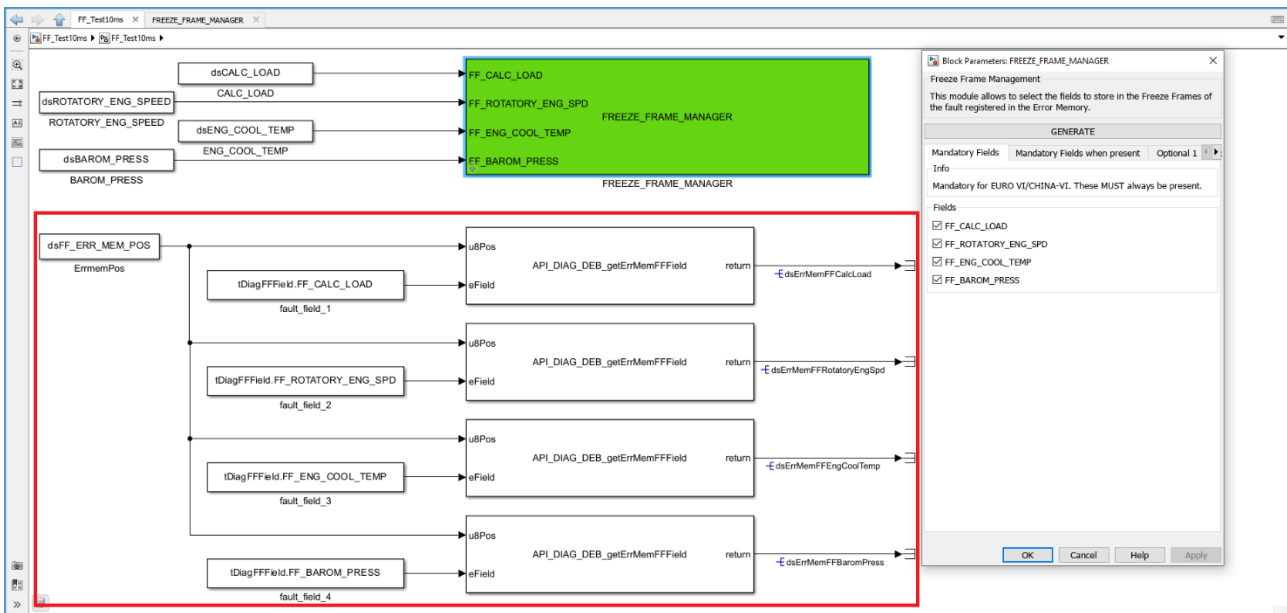 FF_Test10ms
FREEZE_FRAME_MANAGER
FF_Test10ms FF_Test10ms
dsCALC_LOAD
CALC_LOAD
dsROTATORY_ENG_SPEED
ROTATORY_ENG_SPEED
dsENG_COOL_TEMP
ENG_COOL_TEMP
dsBAROM_PRESS
BAROM_PRESS
FF_CALC_LOAD
FF_ROTATORY_ENG_SPD
FREEZE_FRAME_MANAGER
FF_ENG_COOL_TEMP
FF_BAROM_PRESS
FREEZE_FRAME_MANAGER
dsFF_ERR_MEM_POS
ErrmemPos
u8Pos
API_DIAG_DEB_getErrMemFFField
return
dsErrMemFFCalcLoad
tDiagFFField.FF_CALC_LOAD
eField
fault_field_1
u8Pos
API_DIAG_DEB_getErrMemFFField
return
dsErrMemFFRotatoryEngSpd
tDiagFFField.FF_ROTATORY_ENG_SPD
eField
fault_field_2
u8Pos
API_DIAG_DEB_getErrMemFFField
return
dsErrMemFFEngCoolTemp
tDiagFFField.FF_ENG_COOL_TEMP
eField
fault_field_3
u8Pos
API_DIAG_DEB_getErrMemFFField
return
dsErrMemFFBaromPress
tDiagFFField.FF_BAROM_PRESS
eField
fault_field_4
Block Parameters: FREEZE_FRAME_MANAGER
Freeze Frame Management
This module allows to select the fields to store in the Freeze Frames of
the fault registered in the Error Memory.
GENERATE
Mandatory Fields Mandatory Fields when present Optional 1
Info
Mandatory for EURO VI/CHINA-VI. These MUST always be present.
Fields
FF_CALC_LOAD
FF_ROTATORY_ENG_SPD
FF_ENG_COOL_TEMP
FF_BAROM_PRESS
OK Cancel Help Apply